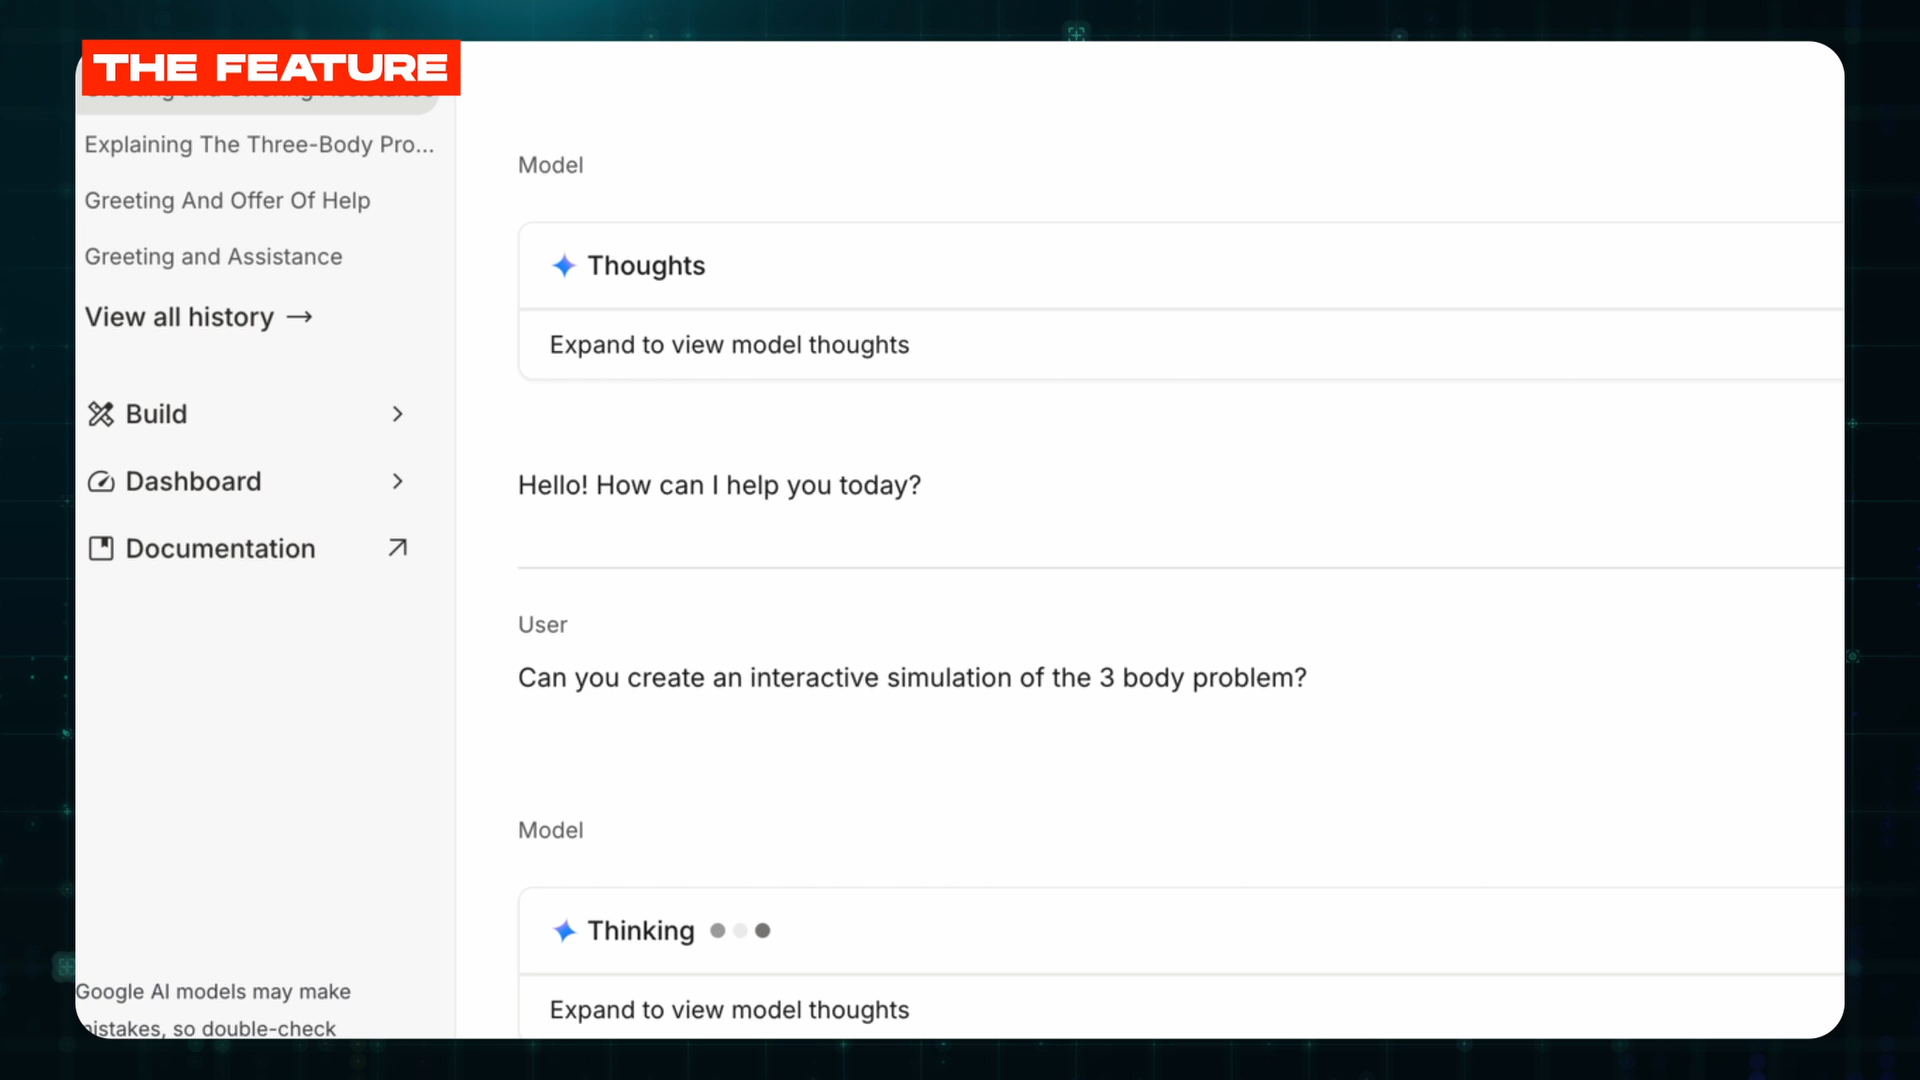 THE FEATURE
Explaining The Three-Body Pro...
Greeting And Offer Of Help
Greeting and Assistance
View all history →
Build
Dashboard
Documentation
Google AI models may make
mistakes, so double-check
Model
Thoughts
Expand to view model thoughts
Hello! How can I help you today?
User
Can you create an interactive simulation of the 3 body problem?
Model
Thinking
Expand to view model thoughts